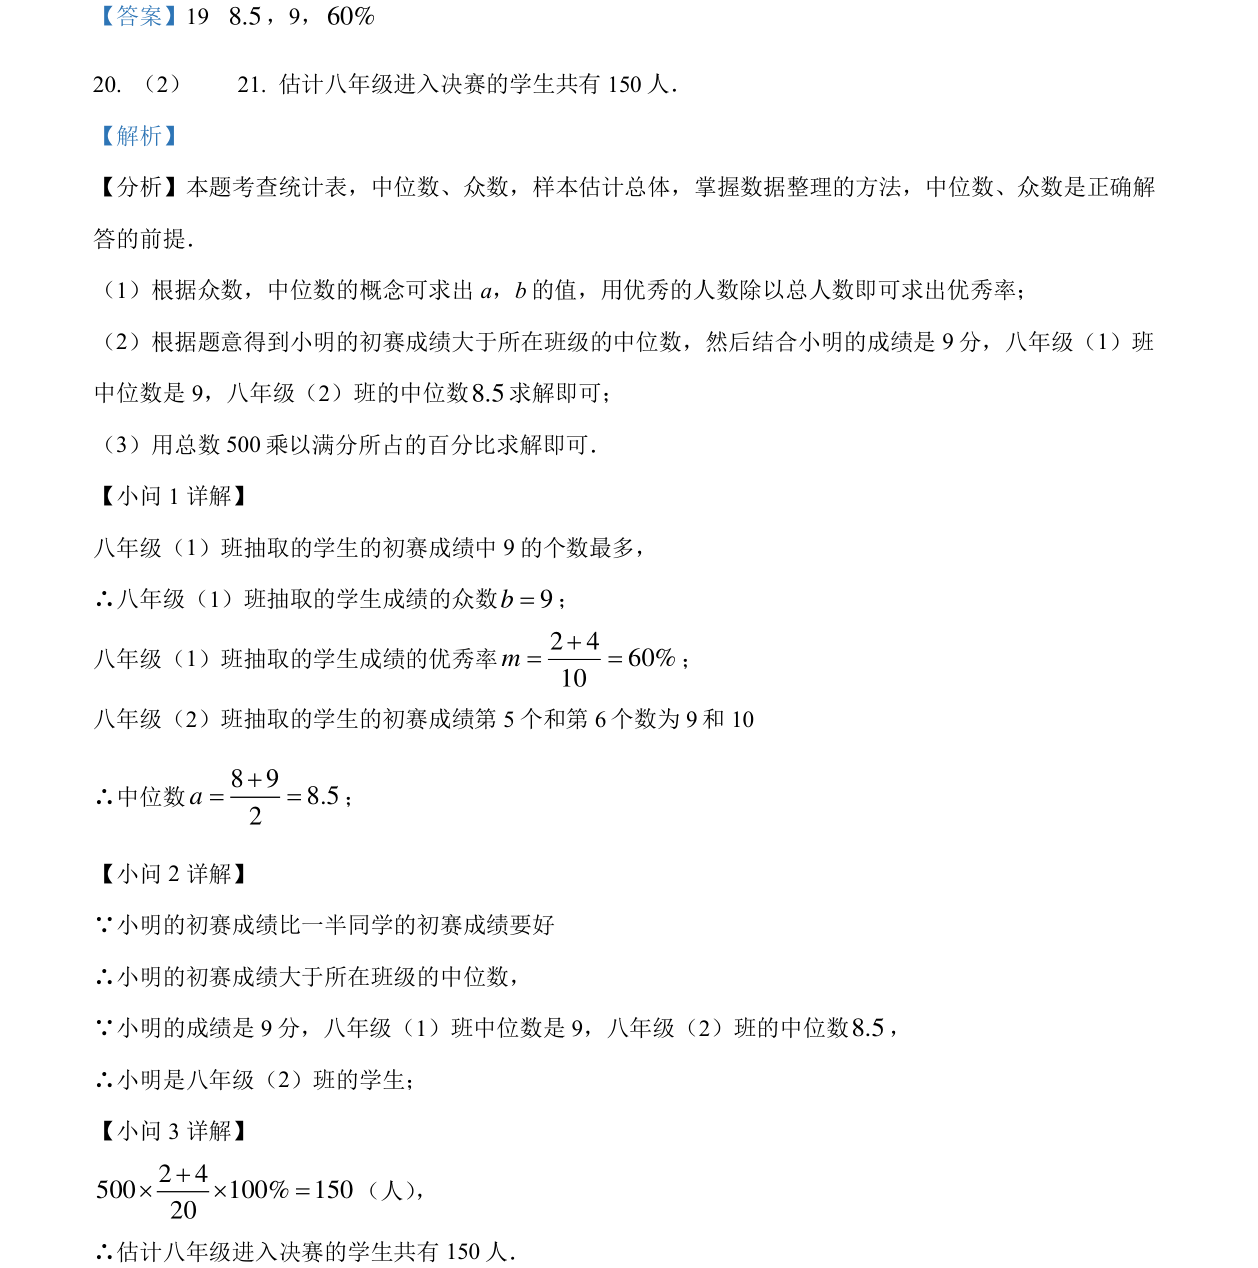 【答案】19 8.5，9，60%
20. （2） 21. 估计八年级进入决赛的学生共有 150 人．
【解析】
【分析】本题考查统计表，中位数、众数，样本估计总体，掌握数据整理的方法，中位数、众数是正确解
答的前提．
（1）根据众数，中位数的概念可求出 a，b 的值，用优秀的人数除以总人数即可求出优秀率；
（2）根据题意得到小明的初赛成绩大于所在班级的中位数，然后结合小明的成绩是 9 分，八年级（1）班
中位数是 9，八年级（2）班的中位数8.5求解即可；
（3）用总数 500 乘以满分所占的百分比求解即可．
【小问 1 详解】
八年级（1）班抽取的学生的初赛成绩中 9 的个数最多，
∴八年级（1）班抽取的学生成绩的众数b = 9；
八年级（1）班抽取的学生成绩的优秀率 m = \frac{2+4}{10} = 60%；
八年级（2）班抽取的学生的初赛成绩第 5 个和第 6 个数为 9 和 10
∴中位数 a = \frac{8+9}{2} = 8.5；
【小问 2 详解】
∵小明的初赛成绩比一半同学的初赛成绩要好
∴小明的初赛成绩大于所在班级的中位数，
∵小明的成绩是 9 分，八年级（1）班中位数是 9，八年级（2）班的中位数8.5，
∴小明是八年级（2）班的学生；
【小问 3 详解】
500×\frac{2+4}{20}×100% = 150（人），
∴估计八年级进入决赛的学生共有 150 人．